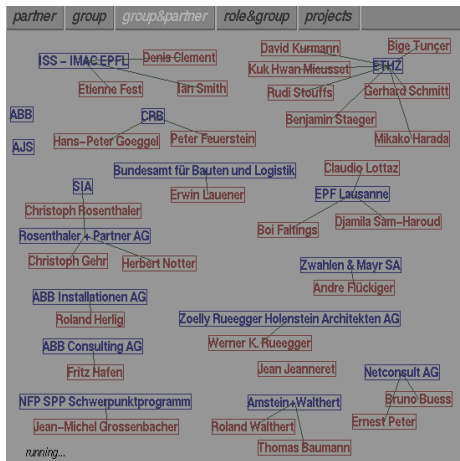 partner group group&partner role&group projects
David Kurmann
Bige Tunçer
ISS - IMAC EPFL
Denis Clement
Kuk Hwan Mieusset
ETHZ
Etienne Fest
Ian Smith
Rudi Stouffs
Gerhard Schmitt
ABB
CRB
Benjamin Staeger
Hans-Peter Goeggel
Peter Feuerstein
Mikako Harada
AJS
Bundesamt für Bauten und Logistik
Claudio Lottaz
SIA
Erwin Lauener
EPF Lausanne
Christoph Rosenthaler
Boi Faltings
Djamila Sam-Haroud
Rosenthaler + Partner AG
Christoph Gehr
Herbert Notter
Zwahlen & Mayr SA
Andre Flückiger
ABB Installationen AG
Roland Herlig
Zoelly Rueegger Holenstein Architekten AG
Werner K. Rueegger
ABB Consulting AG
Fritz Hafen
Jean Jeanneret
Netconsult AG
NFP SPP Schwerpunktprogramm
Amstein+Walthert
Bruno Buess
Jean-Michel Grossenbacher
Roland Walthert
Ernest Peter
Thomas Baumann
running...